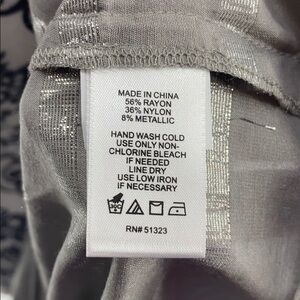 MADE IN CHINA
56% RAYON
36% NYLON
8% METALLIC
HAND WASH COLD
USE ONLY NON-
CHLORINE BLEACH
IF NEEDED
LINE DRY
USE LOW IRON
IF NECESSARY
RN# 51323